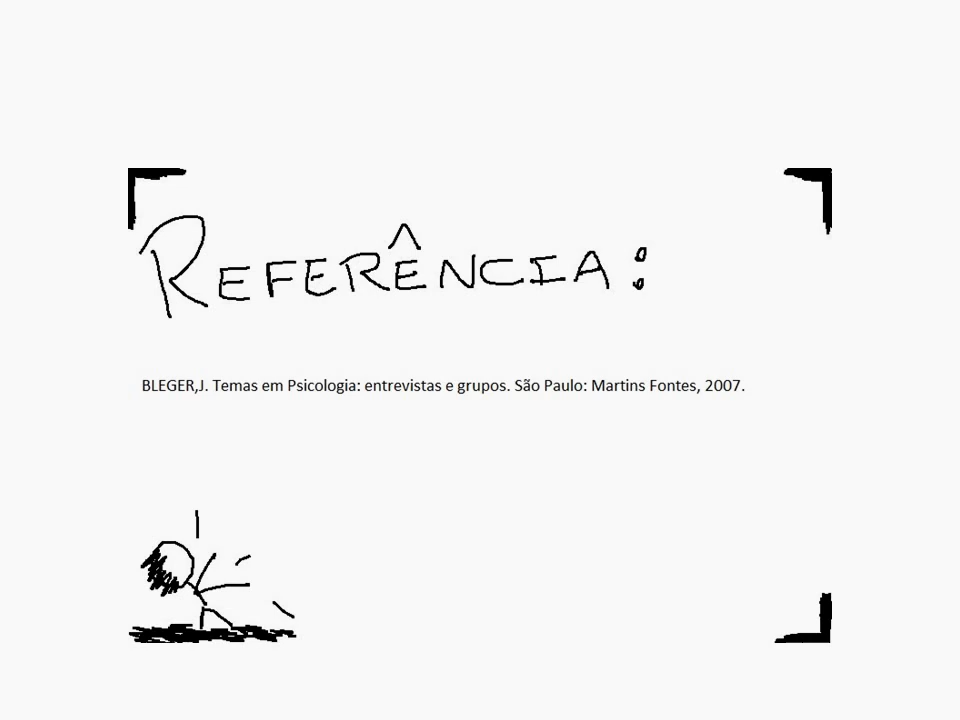 REFERÊNCIA:
BLEGER,J. Temas em Psicologia: entrevistas e grupos. São Paulo: Martins Fontes, 2007.